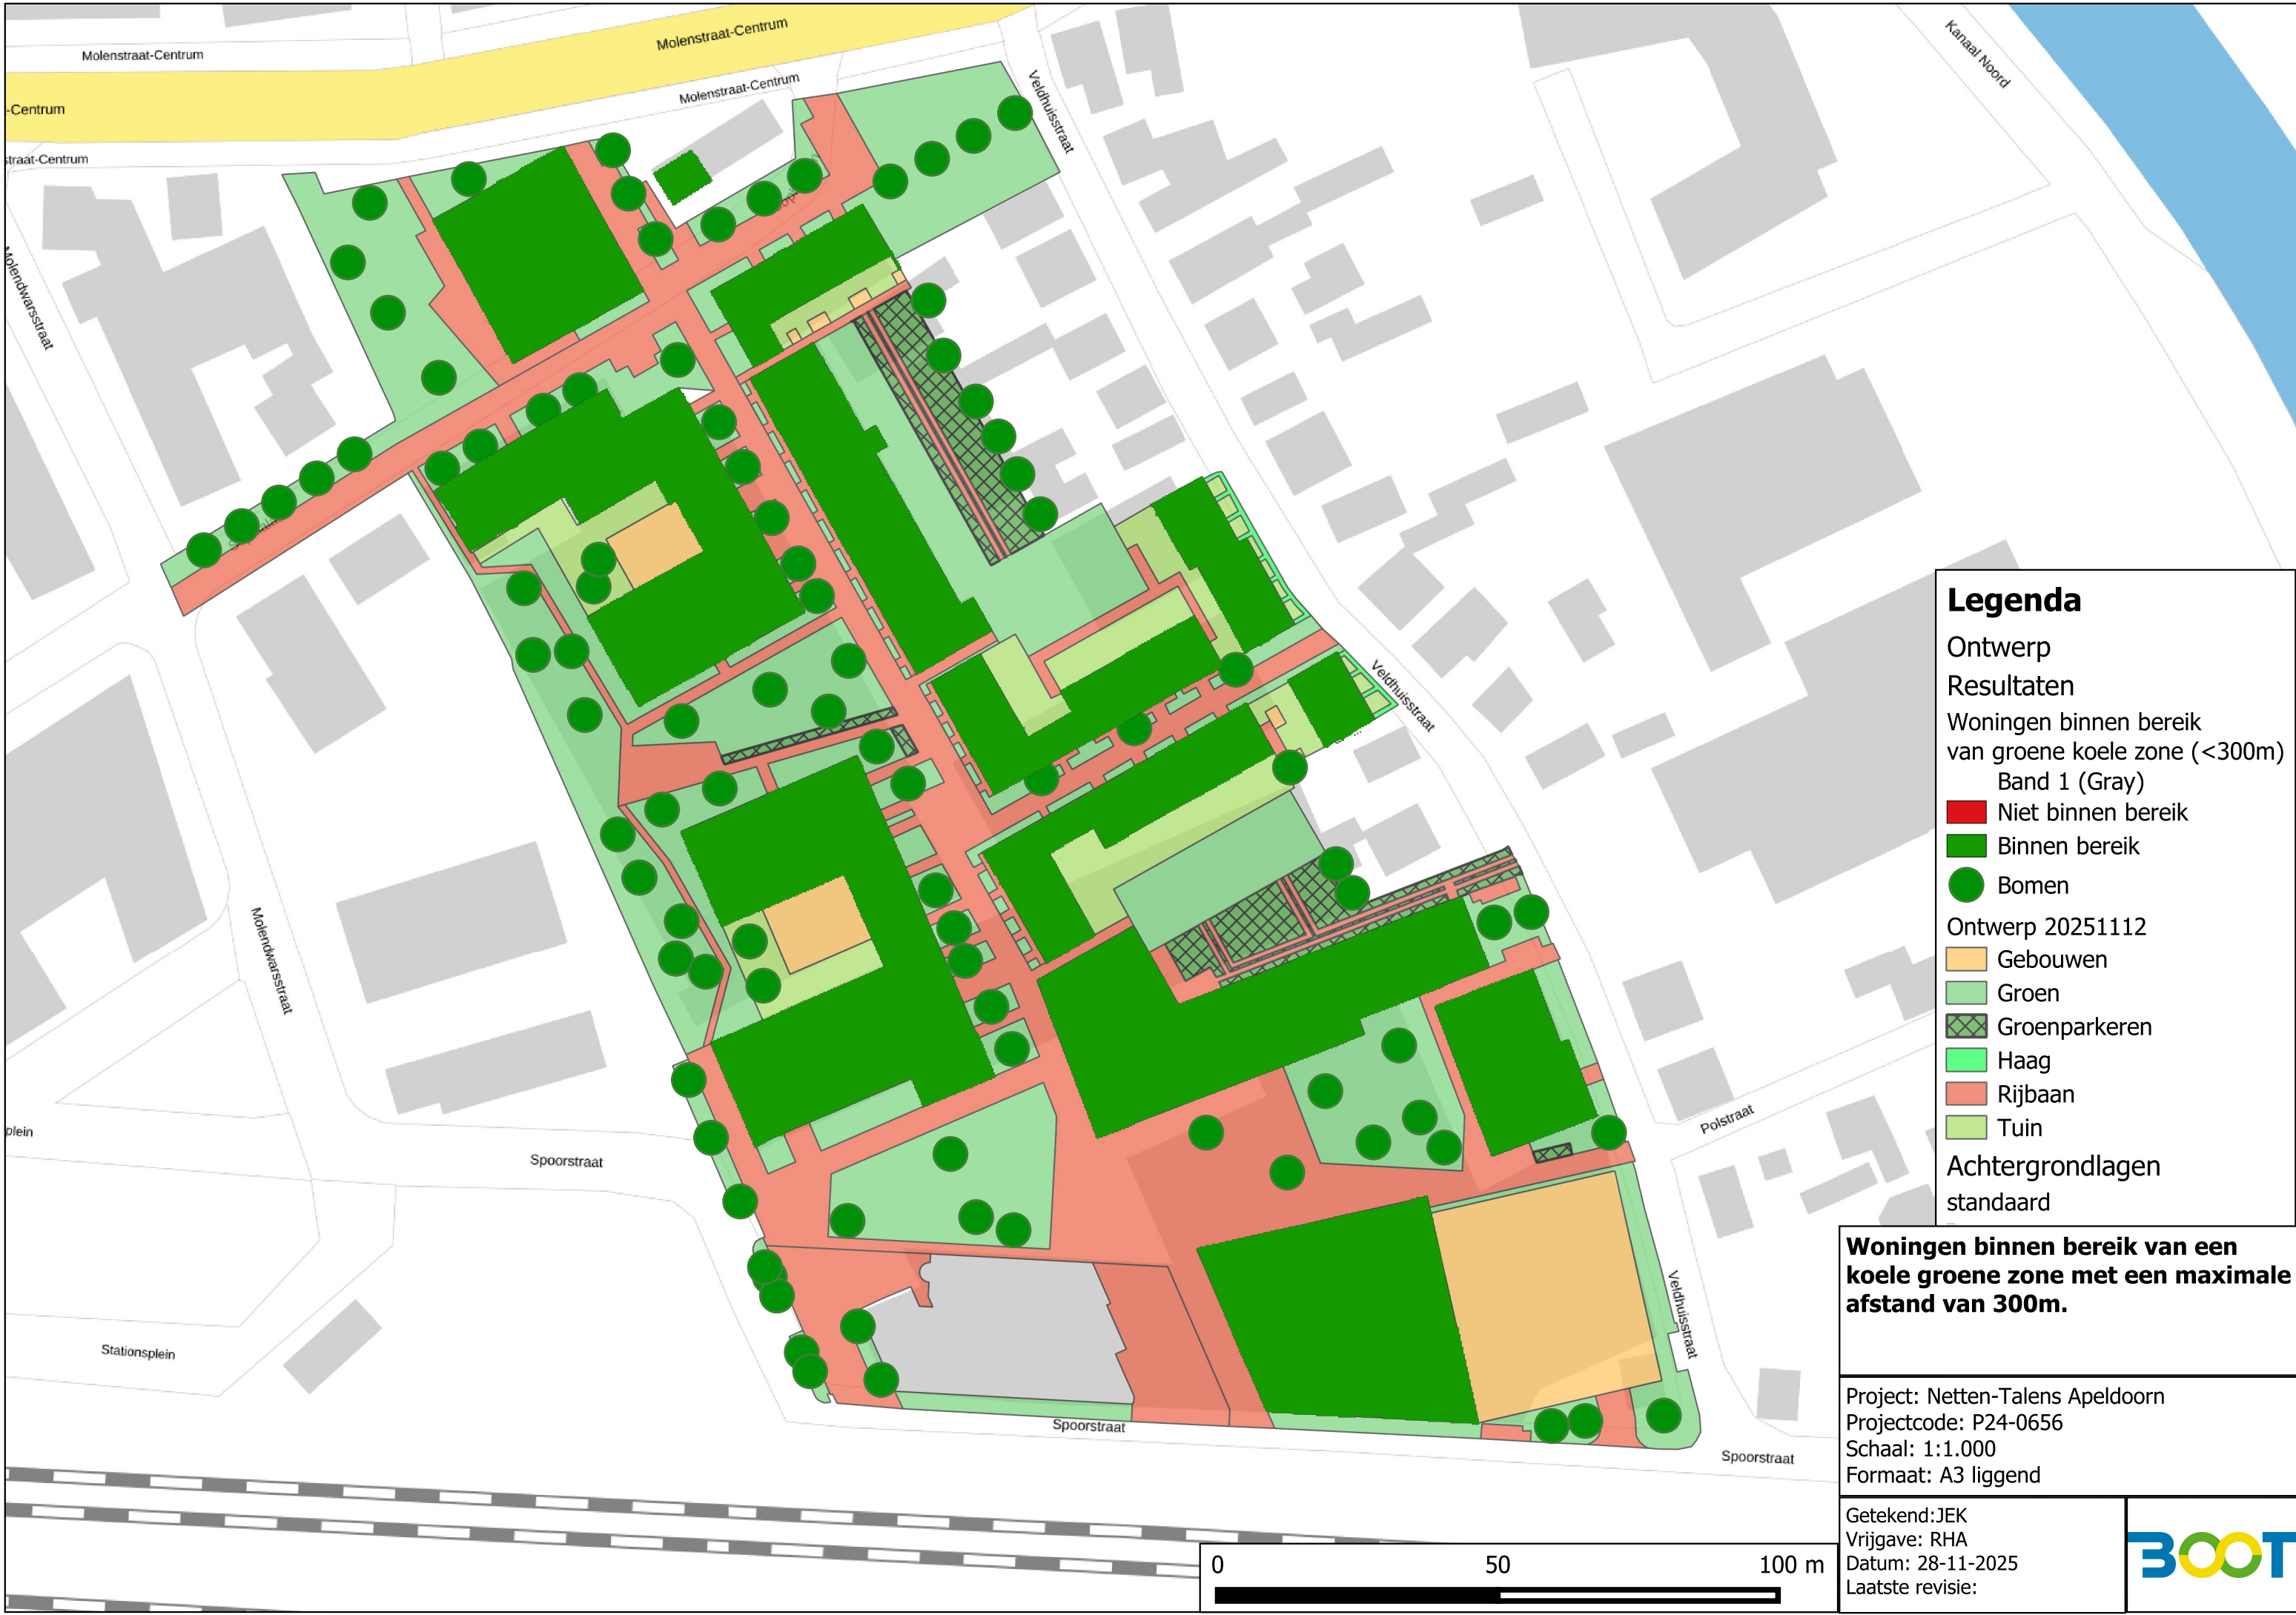 Molenstraat-Centrum
Molenstraat-Centrum
Molenstraat-Centrum
-Centrum
straat-Centrum
Veldhuisstraat
Kanaal Noord
Molendwarsstraat
Veldhuisstraat
Molendwarsstraat
Polstraat
plein
Spoorstraat
Veldhuisstraat
Stationsplein
Spoorstraat
Spoorstraat
Legenda
Ontwerp
Resultaten
Woningen binnen bereik
van groene koele zone (<300m)
Band 1 (Gray)
Niet binnen bereik
Binnen bereik
Bomen
Ontwerp 20251112
Gebouwen
Groen
Groenparkeren
Haag
Rijbaan
Tuin
Achtergrondlagen
standaard
Woningen binnen bereik van een
koele groene zone met een maximale
afstand van 300m.
Project: Netten-Talens Apeldoorn
Projectcode: P24-0656
Schaal: 1:1.000
Formaat: A3 liggend
Getekend:JEK
Vrijgave: RHA
Datum: 28-11-2025
Laatste revisie:
BOOT
0 50 100 m